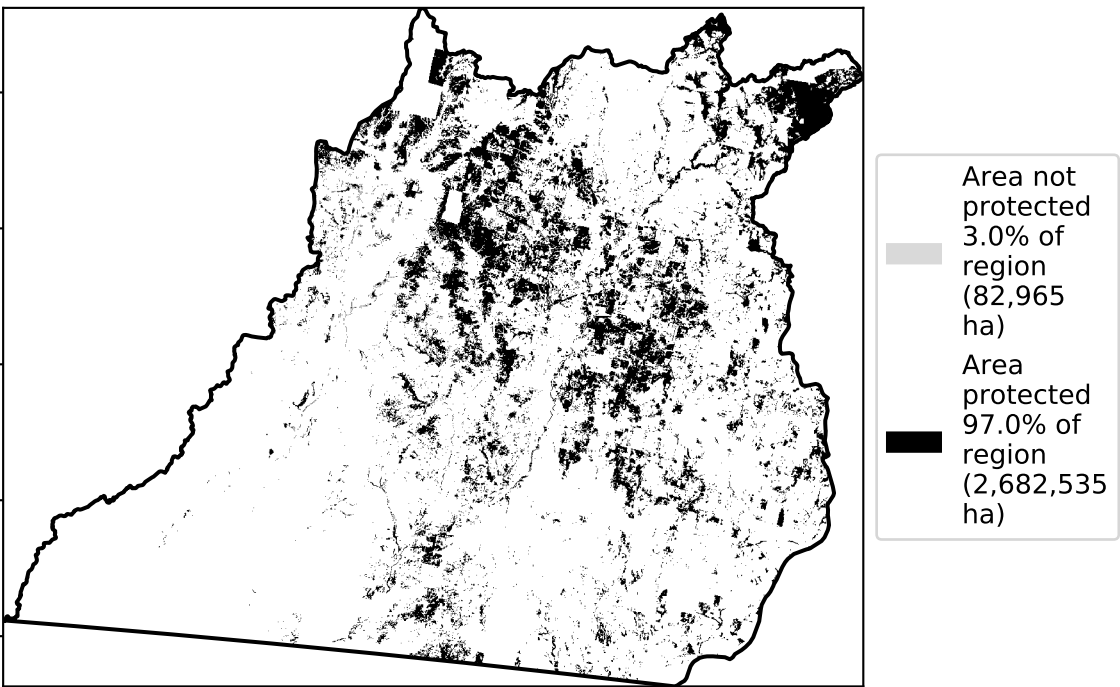 Area not
protected
3.0% of
region
(82,965
ha)
Area
protected
97.0% of
region
(2,682,535
ha)